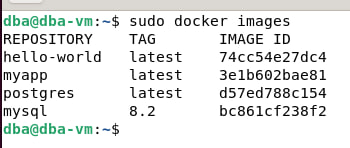 dba@dba-vm:~$ sudo docker images
REPOSITORY TAG IMAGE ID
hello-world latest 74cc54e27dc4
myapp latest 3e1b602bae81
postgres latest d57ed788c154
mysql 8.2 bc861cf238f2
dba@dba-vm:~$